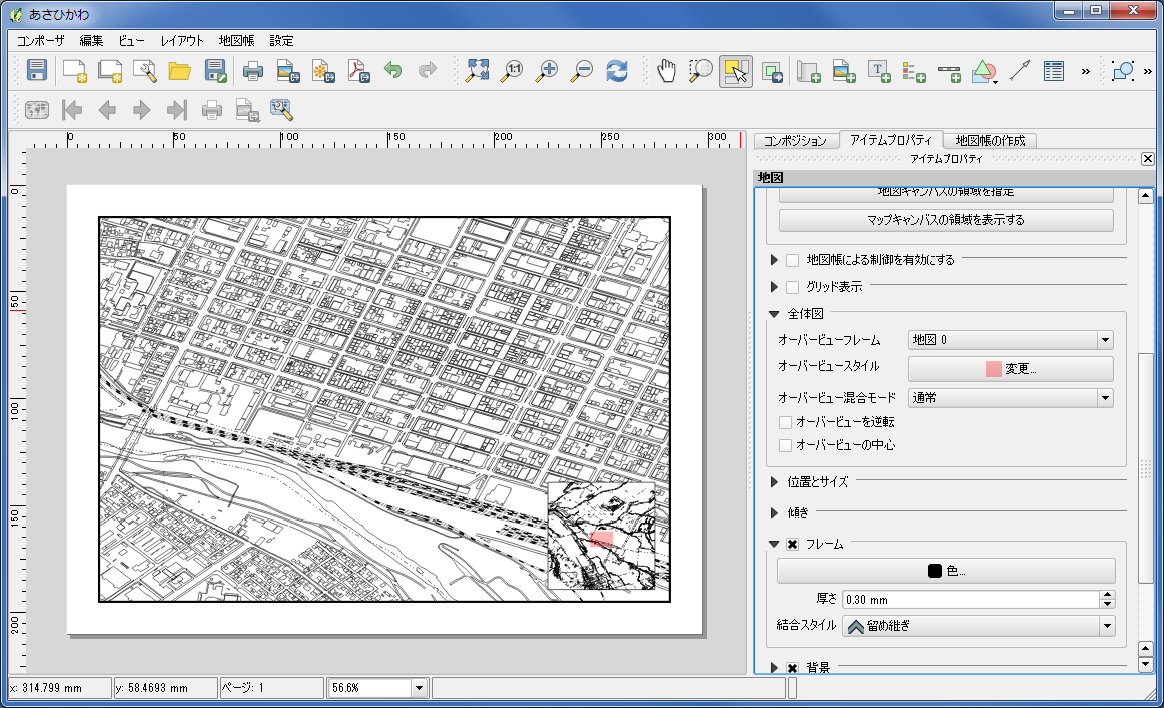 あさひかわ
コンポーザ 編集 ビュー レイアウト 地図帳 設定
1:1
T
»
»
0 50 100 150 200 250 300
0
50
100
150
200
コンポジション アイテムプロパティ 地図帳の作成
アイテムプロパティ
地図
地図キャンバスの領域を指定
マップキャンバスの領域を表示する
地図帳による制御を有効にする
グリッド表示
全体図
オーバービューフレーム 地図 0
オーバービュースタイル 変更...
オーバービュー混合モード 通常
オーバービューを逆転
オーバービューの中心
位置とサイズ
傾き
フレーム
色...
厚さ 0.30 mm
結合スタイル 留め継ぎ
背景
x: 314.799 mm y: 58.4693 mm ページ: 1 56.6%